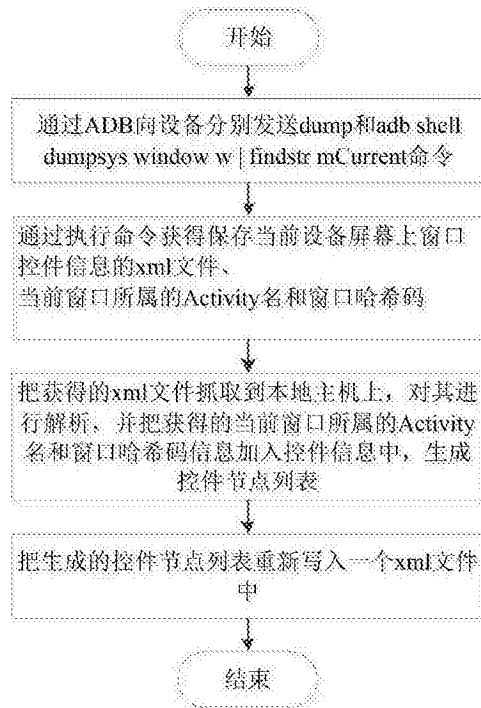 开始
通过ADB向设备分别发送dump和adb shell
dumpsys window w | findstr mCurrent命令
通过执行命令获得保存当前设备屏幕上窗口
控件信息的xml文件、
当前窗口所属的Activity名和窗口哈希码
把获得的xml文件抓取到本地主机上，对其进
行解析、并把获得的当前窗口所属的Activity
名和窗口哈希码信息加入控件信息中，生成
控件节点列表
把生成的控件节点列表重新写入一个xml文件
中
结束